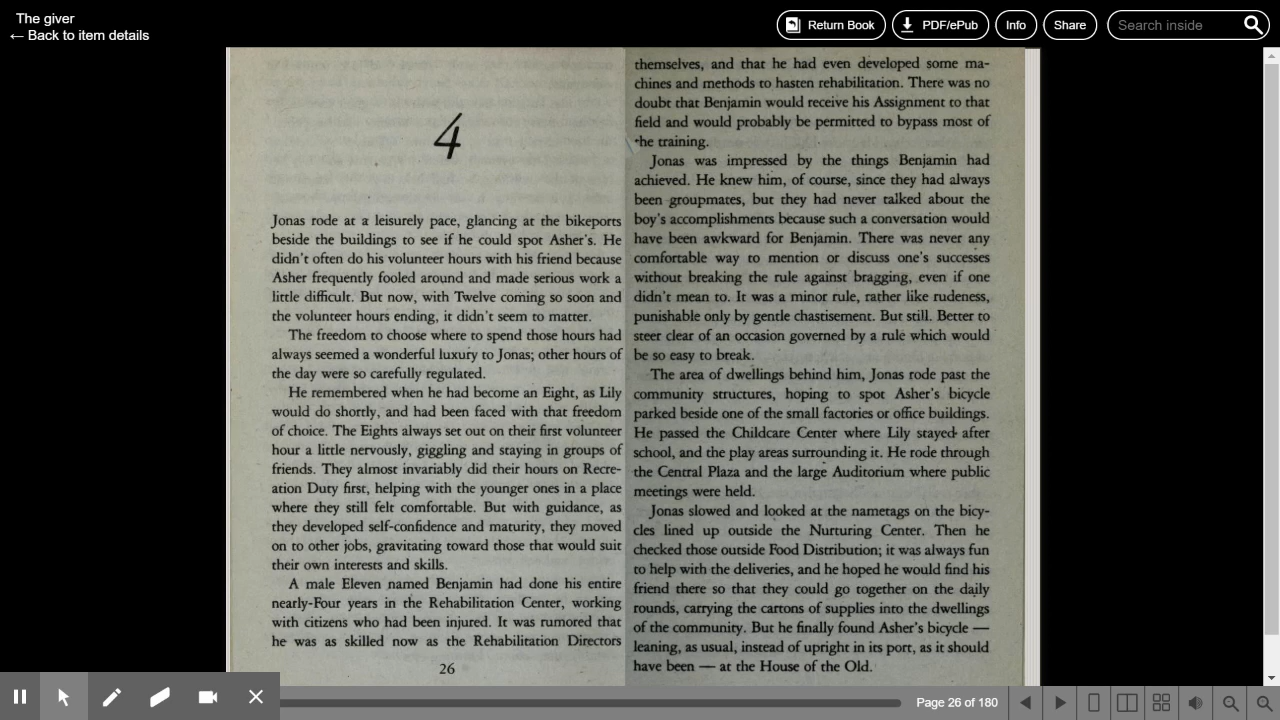 The giver
← Back to item details
Return Book
PDF/ePub
Info
Share
Search inside
4
Jonas rode at a leisurely pace, glancing at the bikeports
beside the buildings to see if he could spot Asher's. He
didn't often do his volunteer hours with his friend because
Asher frequently fooled around and made serious work a
little difficult. But now, with Twelve coming so soon and
the volunteer hours ending, it didn't seem to matter.
The freedom to choose where to spend those hours had
always seemed a wonderful luxury to Jonas; other hours of
the day were so carefully regulated.
He remembered when he had become an Eight, as Lily
would do shortly, and had been faced with that freedom
of choice. The Eights always set out on their first volunteer
hour a little nervously, giggling and staying in groups of
friends. They almost invariably did their hours on Recre-
ation Duty first, helping with the younger ones in a place
where they still felt comfortable. But with guidance, as
they developed self-confidence and maturity, they moved
on to other jobs, gravitating toward those that would suit
their own interests and skills.
A male Eleven named Benjamin had done his entire
nearly-Four years in the Rehabilitation Center, working
with citizens who had been injured. It was rumored that
he was as skilled now as the Rehabilitation Directors
26
themselves, and that he had even developed some ma-
chines and methods to hasten rehabilitation. There was no
doubt that Benjamin would receive his Assignment to that
field and would probably be permitted to bypass most of
the training.
Jonas was impressed by the things Benjamin had
achieved. He knew him, of course, since they had always
been groupmates, but they had never talked about the
boy's accomplishments because such a conversation would
have been awkward for Benjamin. There was never any
comfortable way to mention or discuss one's successes
without breaking the rule against bragging, even if one
didn't mean to. It was a minor rule, rather like rudeness,
punishable only by gentle chastisement. But still. Better to
steer clear of an occasion governed by a rule which would
be so easy to break.
The area of dwellings behind him, Jonas rode past the
community structures, hoping to spot Asher's bicycle
parked beside one of the small factories or office buildings.
He passed the Childcare Center where Lily stayed after
school, and the play areas surrounding it. He rode through
the Central Plaza and the large Auditorium where public
meetings were held.
Jonas slowed and looked at the nametags on the bicy-
cles lined up outside the Nurturing Center. Then he
checked those outside Food Distribution; it was always fun
to help with the deliveries, and he hoped he would find his
friend there so that they could go together on the daily
rounds, carrying the cartons of supplies into the dwellings
of the community. But he finally found Asher's bicycle —
leaning, as usual, instead of upright in its port, as it should
have been — at the House of the Old.
Page 26 of 180